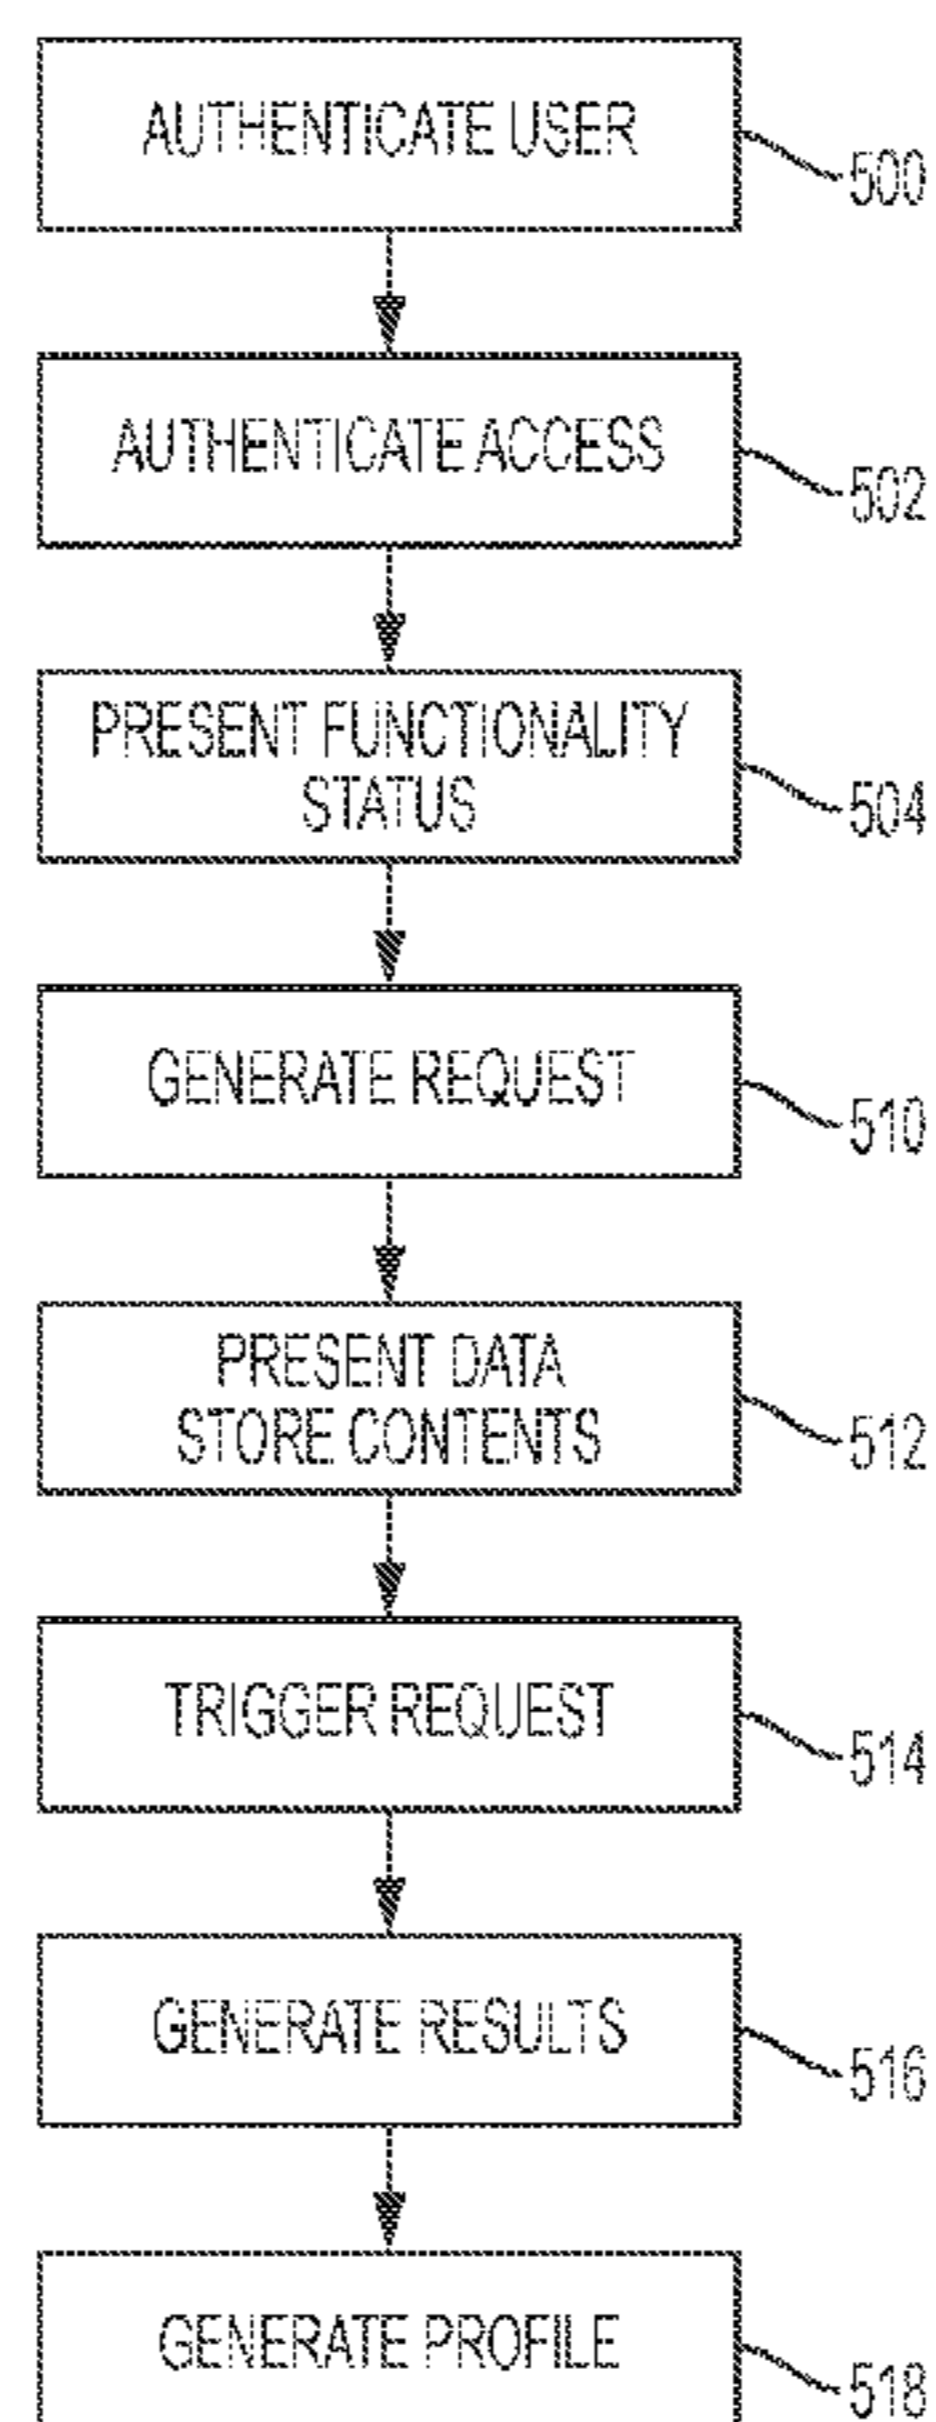 AUTHENTICATE USER
500
AUTHENTICATE ACCESS
502
PRESENT FUNCTIONALITY
STATUS
504
GENERATE REQUEST
510
PRESENT DATA
STORE CONTENTS
512
TRIGGER REQUEST
514
GENERATE RESULTS
516
GENERATE PROFILE
518